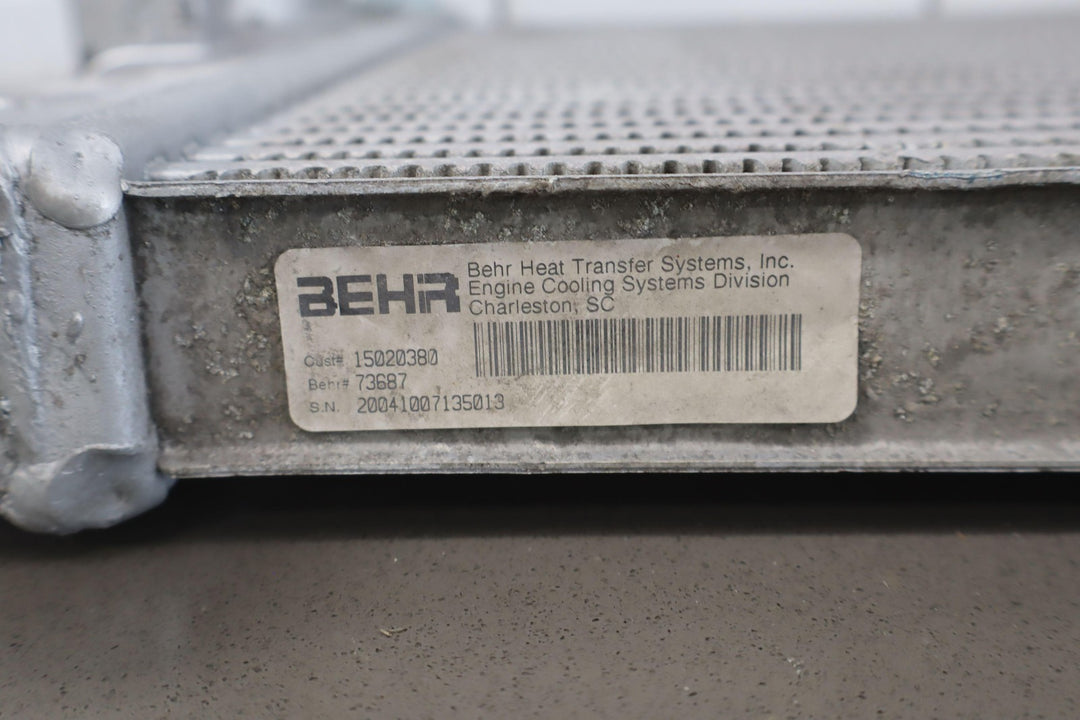 BEHR
Behr Heat Transfer Systems, Inc.
Engine Cooling Systems Division
Charleston, SC
Cust# 15020380
Behr# 73687
S.N. 20041007135013